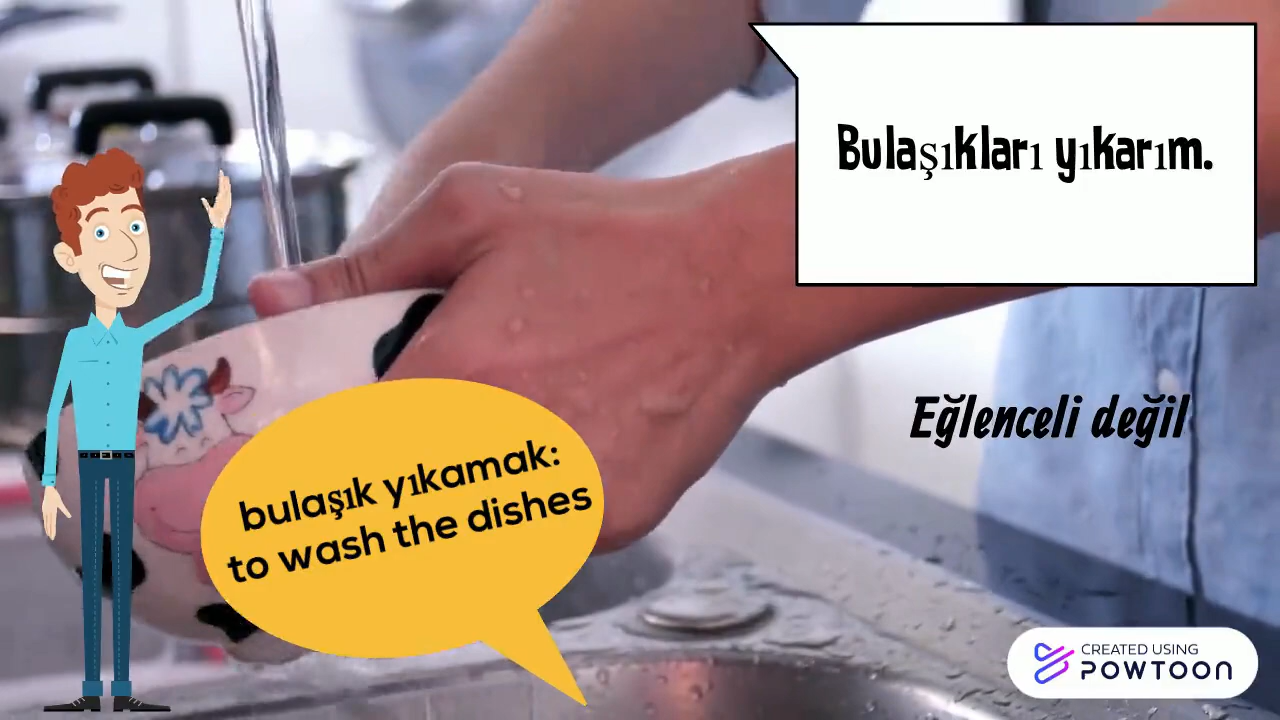 Bulaşıkları yıkarım.
Eğlenceli değil
bulaşık yıkamak:
to wash the dishes
CREATED USING
POWTOON